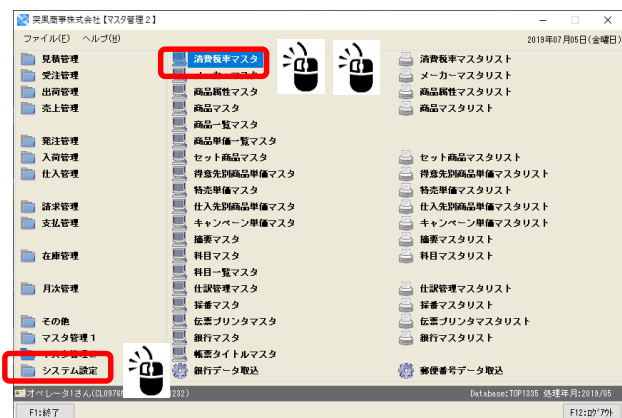 突風商事株式会社【マスタ管理２】
ファイル(F) ヘルプ(H)
2019年07月05日(金曜日)
見積管理 消費税率マスタ 消費税率マスタリスト
受注管理 メーカーマスタリスト
出荷管理 商品属性マスタ 商品属性マスタリスト
売上管理 商品マスタ 商品マスタリスト
商品一覧マスタ
発注管理 商品単価一覧マスタ
入荷管理 セット商品マスタ セット商品マスタリスト
仕入管理 得意先別商品単価マスタ 得意先別商品単価マスタリスト
特売単価マスタ 特売単価マスタリスト
請求管理 仕入先別商品単価マスタ 仕入先別商品単価マスタリスト
支払管理 キャンペーン単価マスタ キャンペーン単価マスタリスト
摘要マスタ 摘要マスタリスト
在庫管理 科目マスタ 科目マスタリスト
科目一覧マスタ
月次管理 仕訳管理マスタ 仕訳管理マスタリスト
採番マスタ 採番マスタリスト
その他 伝票プリンタマスタ 伝票プリンタマスタリスト
マスタ管理１ 銀行マスタ 銀行マスタリスト
帳票タイトルマスタ
システム設定 銀行データ取込 郵便番号データ取込
オペレータ1さん(CL0976 232) Database:TOP1335 処理年月:2019/05
F1:終了 F12:ﾛｸﾞｱｳﾄ